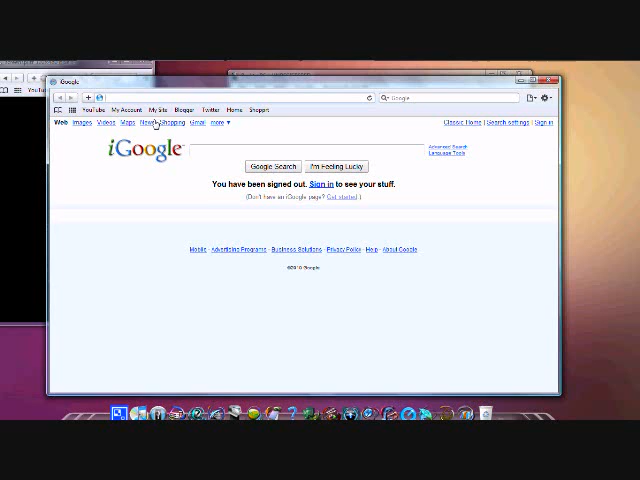 iGoogle
Google
YouTube My Account My Site Blogger Twitter Home Shoppit
YouTu
Web Images Videos Maps News Shopping Gmail more ▼ Classic Home | Search settings | Sign in
iGoogle
Advanced Search
Language Tools
Google Search I'm Feeling Lucky
You have been signed out. Sign in to see your stuff.
(Don't have an iGoogle page? Get started )
Mobile - Advertising Programs - Business Solutions - Privacy Policy - Help - About Google
©2010 Google